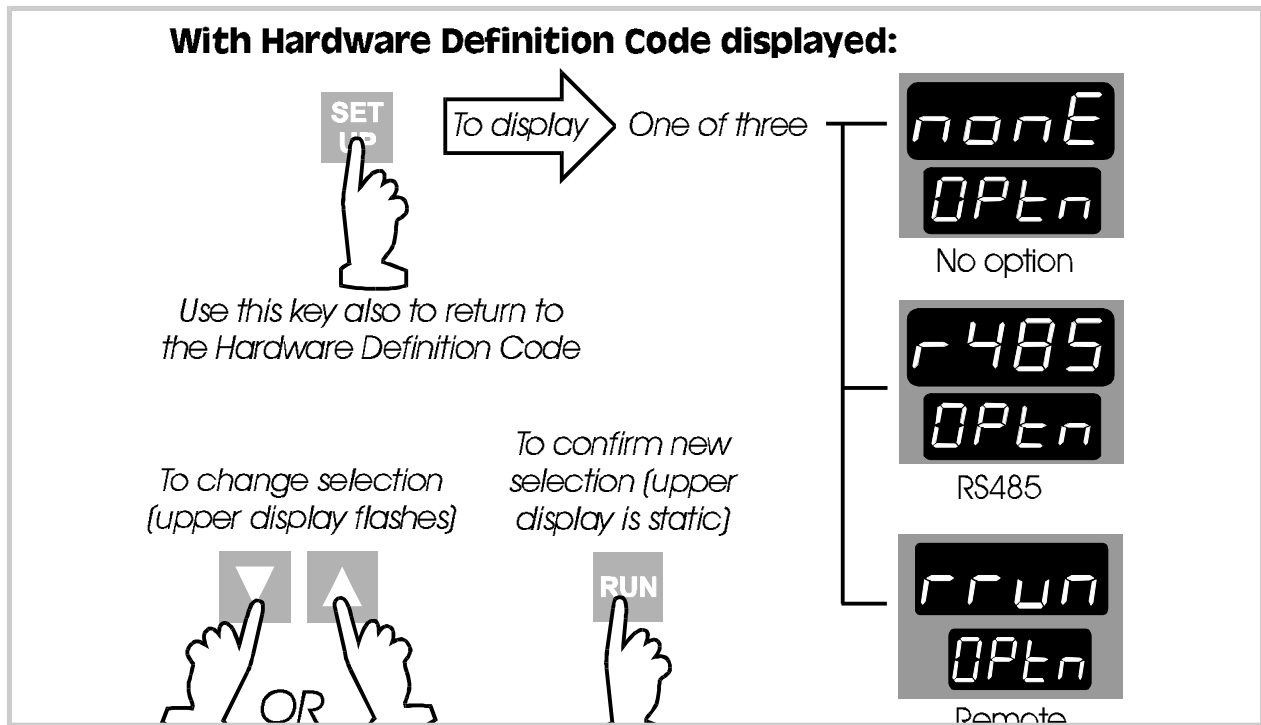 With Hardware Definition Code displayed:
SET
UP
To display
One of three
nonE
OPtn
No option
Use this key also to return to
the Hardware Definition Code
r485
OPtn
RS485
To change selection
(upper display flashes)
To confirm new
selection (upper
display is static)
RUN
OR
rrun
OPtn
Remote